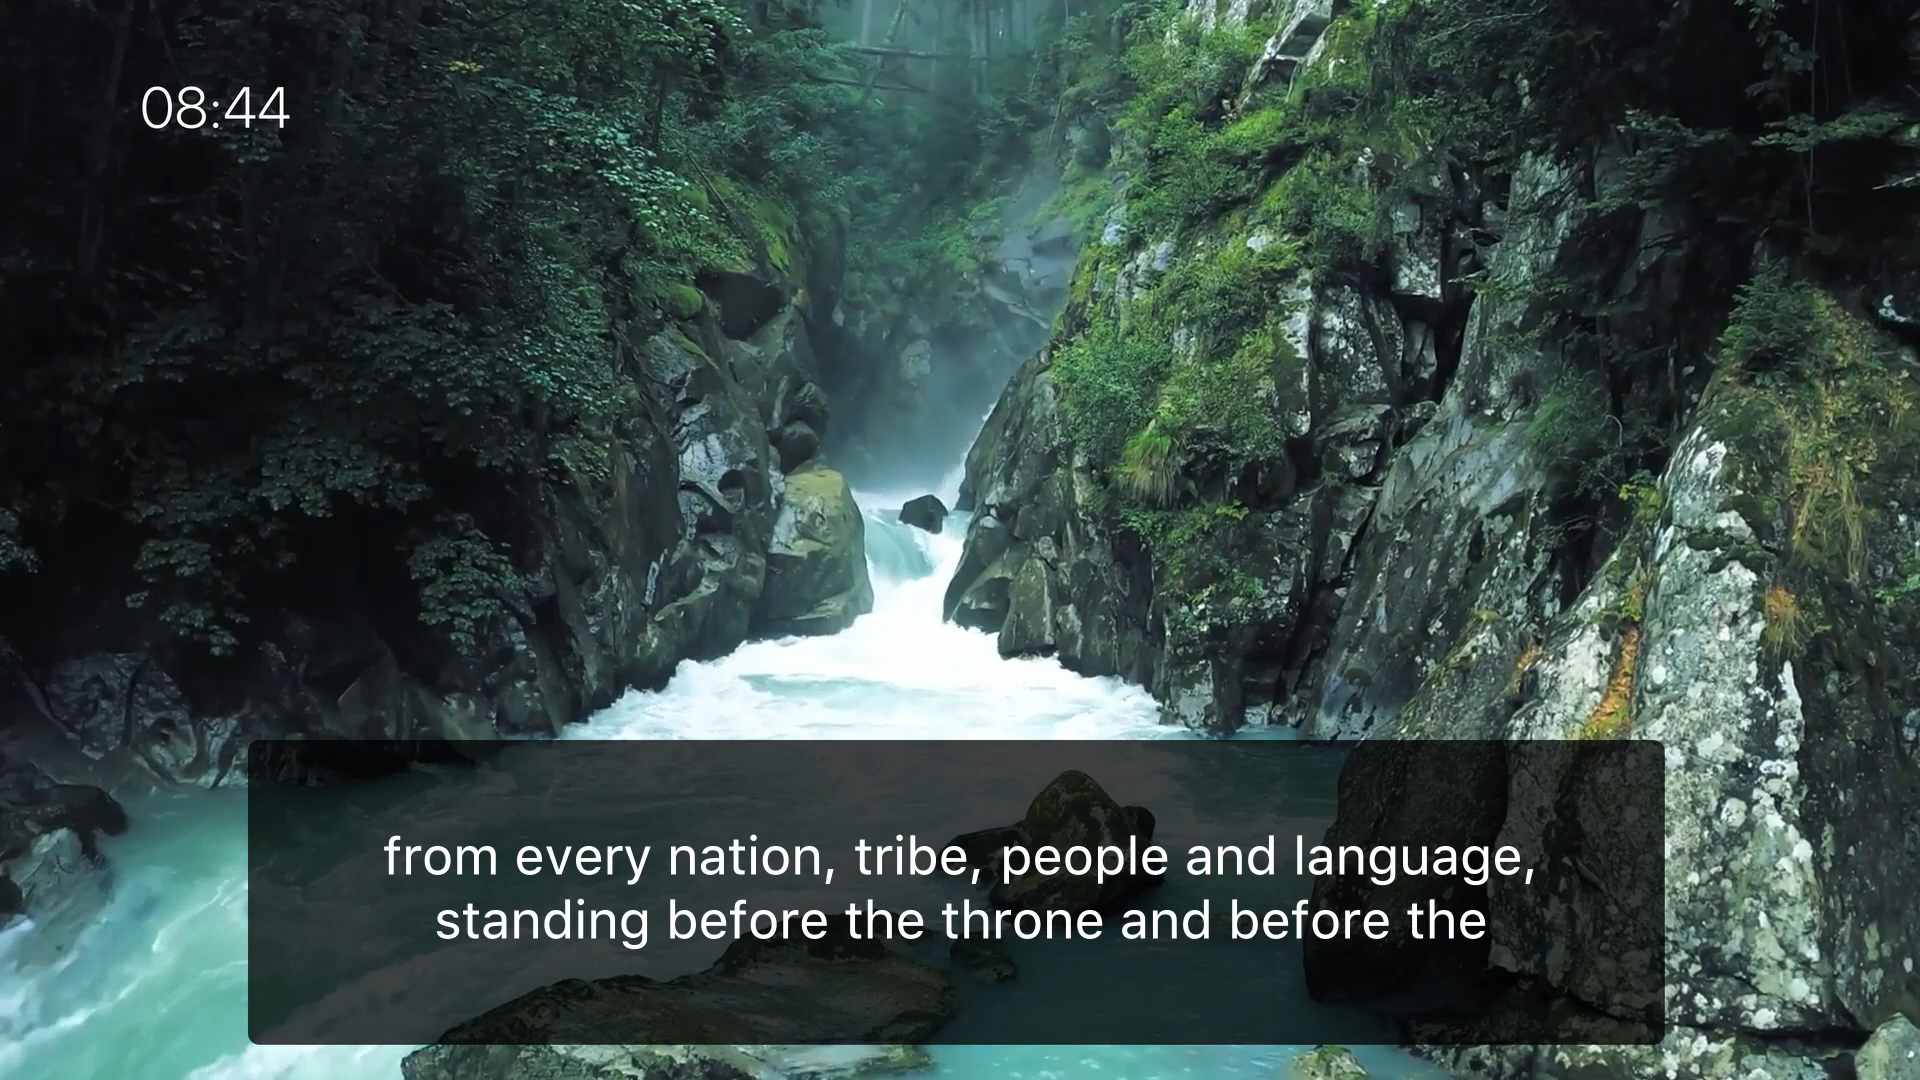 08:44
from every nation, tribe, people and language,
standing before the throne and before the